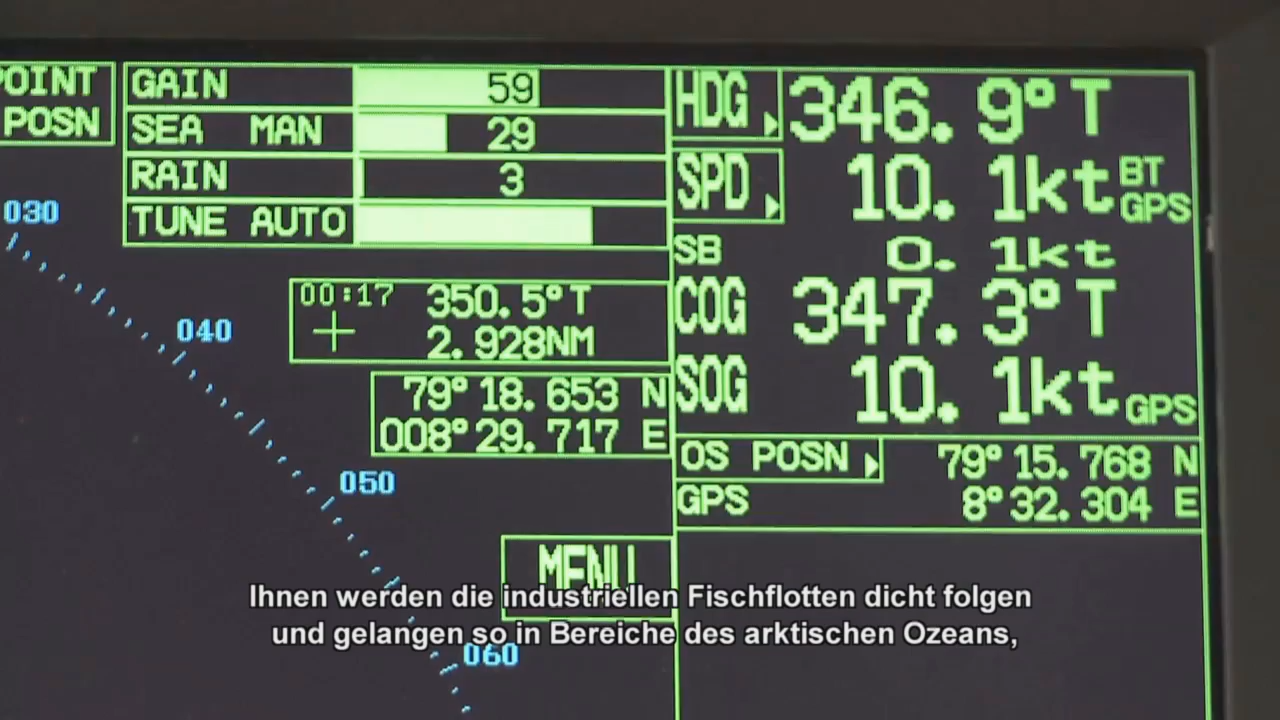 POINT
POSN
GAIN 59
SEA MAN 29
RAIN 3
TUNE AUTO
030
040
050
060
00:17 350.5°T
2.928NM
79°18.653 N
008°29.717 E
MENU
HDG 346.9°T
SPD 10.1kt BT GPS
SB 0.1kt
COG 347.3°T
SOG 10.1kt GPS
OS POSN 79°15.768 N
GPS 8°32.304 E
Ihnen werden die industriellen Fischflotten dicht folgen
und gelangen so in Bereiche des arktischen Ozeans,